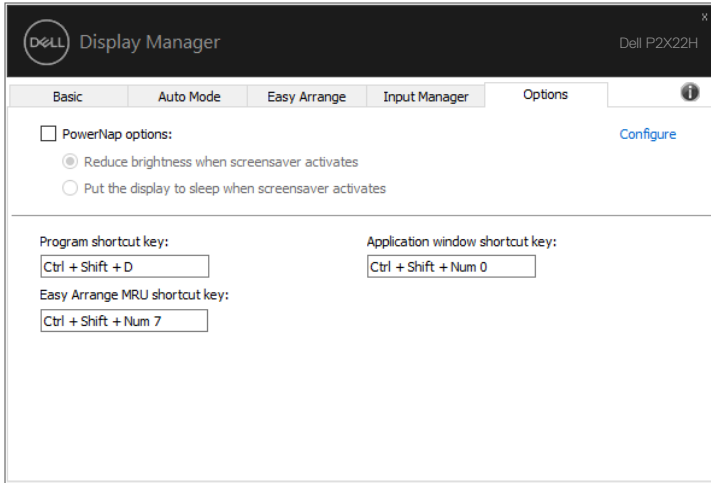 x
DELL Display Manager Dell P2X22H
Basic Auto Mode Easy Arrange Input Manager Options i
PowerNap options: Configure
Reduce brightness when screensaver activates
Put the display to sleep when screensaver activates
Program shortcut key: Application window shortcut key:
Ctrl + Shift + D Ctrl + Shift + Num 0
Easy Arrange MRU shortcut key:
Ctrl + Shift + Num 7